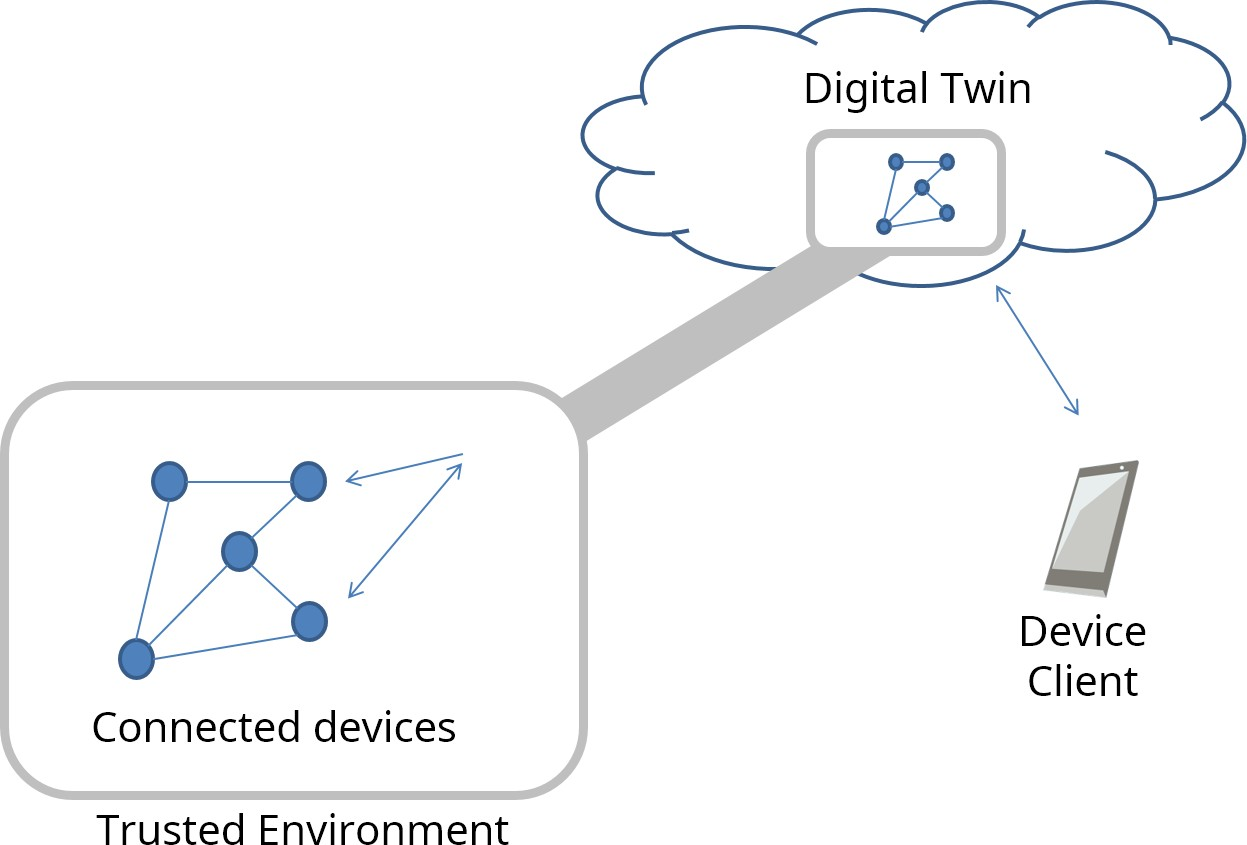 Digital Twin
Device
Client
Connected devices
Trusted Environment